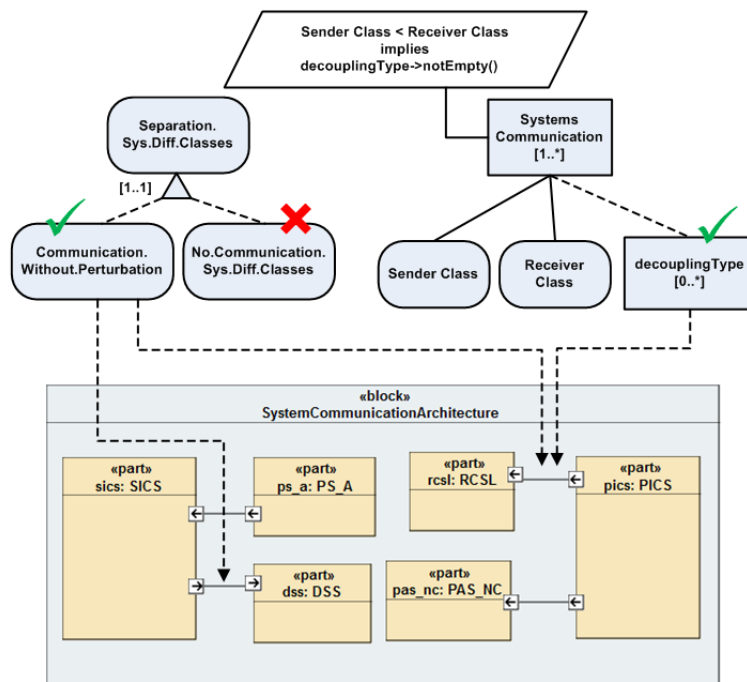 Sender Class < Receiver Class
implies
decouplingType->notEmpty()
Separation.
Sys.Diff.Classes
Systems
Communication
[1..*]
[1..1]
Communication.
Without.Perturbation
No.Communication.
Sys.Diff.Classes
Sender Class
Receiver
Class
decouplingType
[0..*]
«block»
SystemCommunicationArchitecture
«part»
sics: SICS
«part»
ps_a: PS_A
«part»
rcsl: RCSL
«part»
pics: PICS
«part»
dss: DSS
«part»
pas_nc: PAS_NC